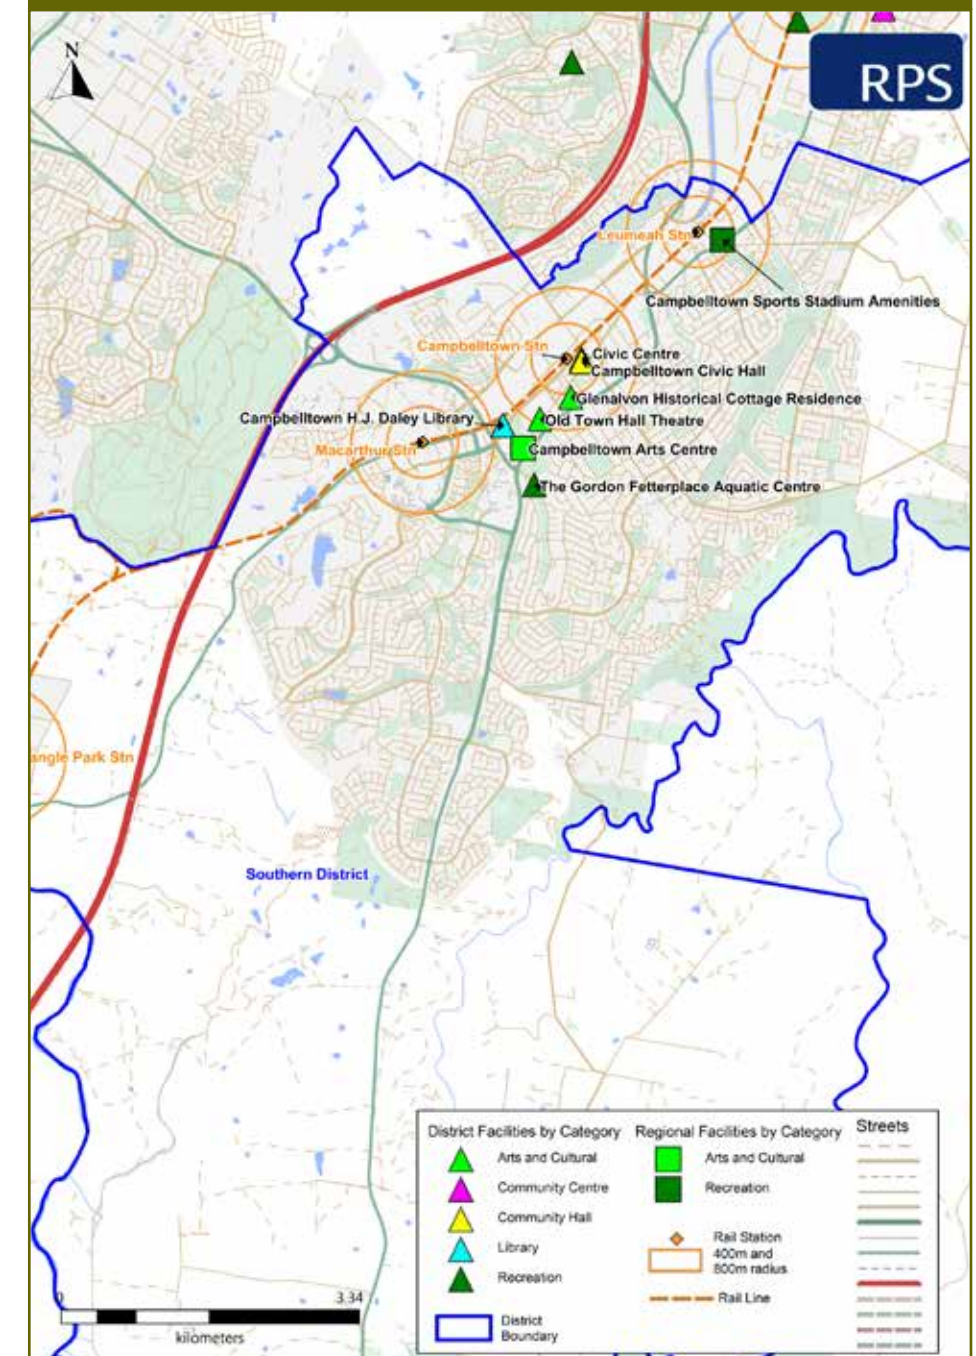 N
RPS
Leumeah Stn
Campbelltown Sports Stadium Amenities
Campbelltown Stn
Civic Centre
Campbelltown Civic Hall
Glenalvon Historical Cottage Residence
Campbelltown H.J. Daley Library
Old Town Hall Theatre
Macarthur Stn
Campbelltown Arts Centre
The Gordon Fetterplace Aquatic Centre
angle Park Stn
Southern District
District Facilities by Category
Arts and Cultural
Community Centre
Community Hall
Library
Recreation
District
Boundary
Regional Facilities by Category
Arts and Cultural
Recreation
Rail Station
400m and
800m radius
Rail Line
Streets
0 3.34
kilometers